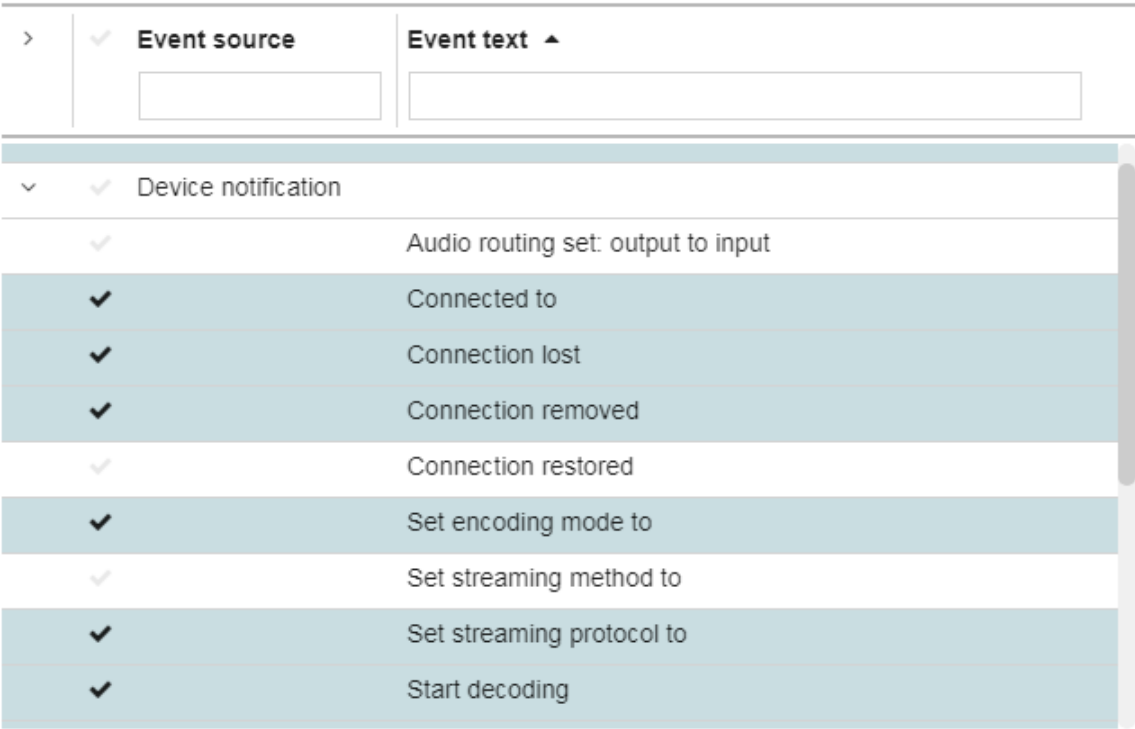 Event source Event text
Device notification
Audio routing set: output to input
Connected to
Connection lost
Connection removed
Connection restored
Set encoding mode to
Set streaming method to
Set streaming protocol to
Start decoding